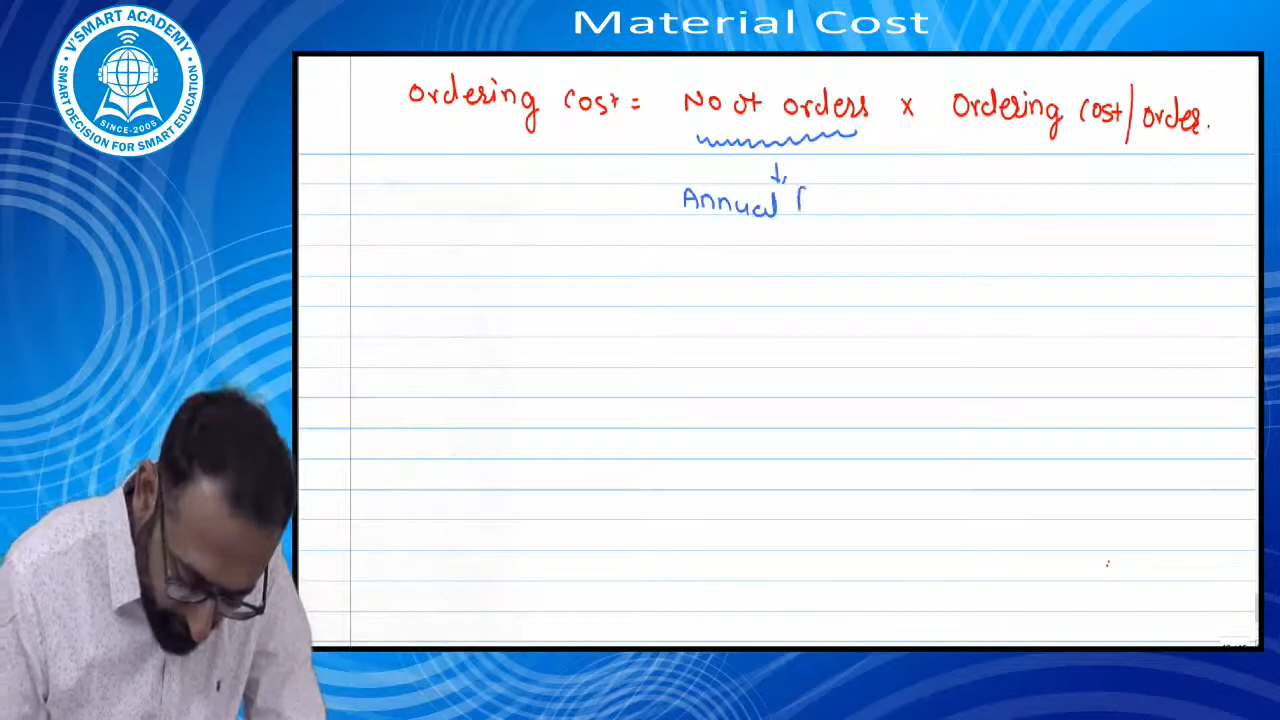 Material Cost
V'SMART ACADEMY
SMART DECISION FOR SMART EDUCATION
SINCE-2005
Ordering Cost = No of orders x Ordering Cost/order.
Annual